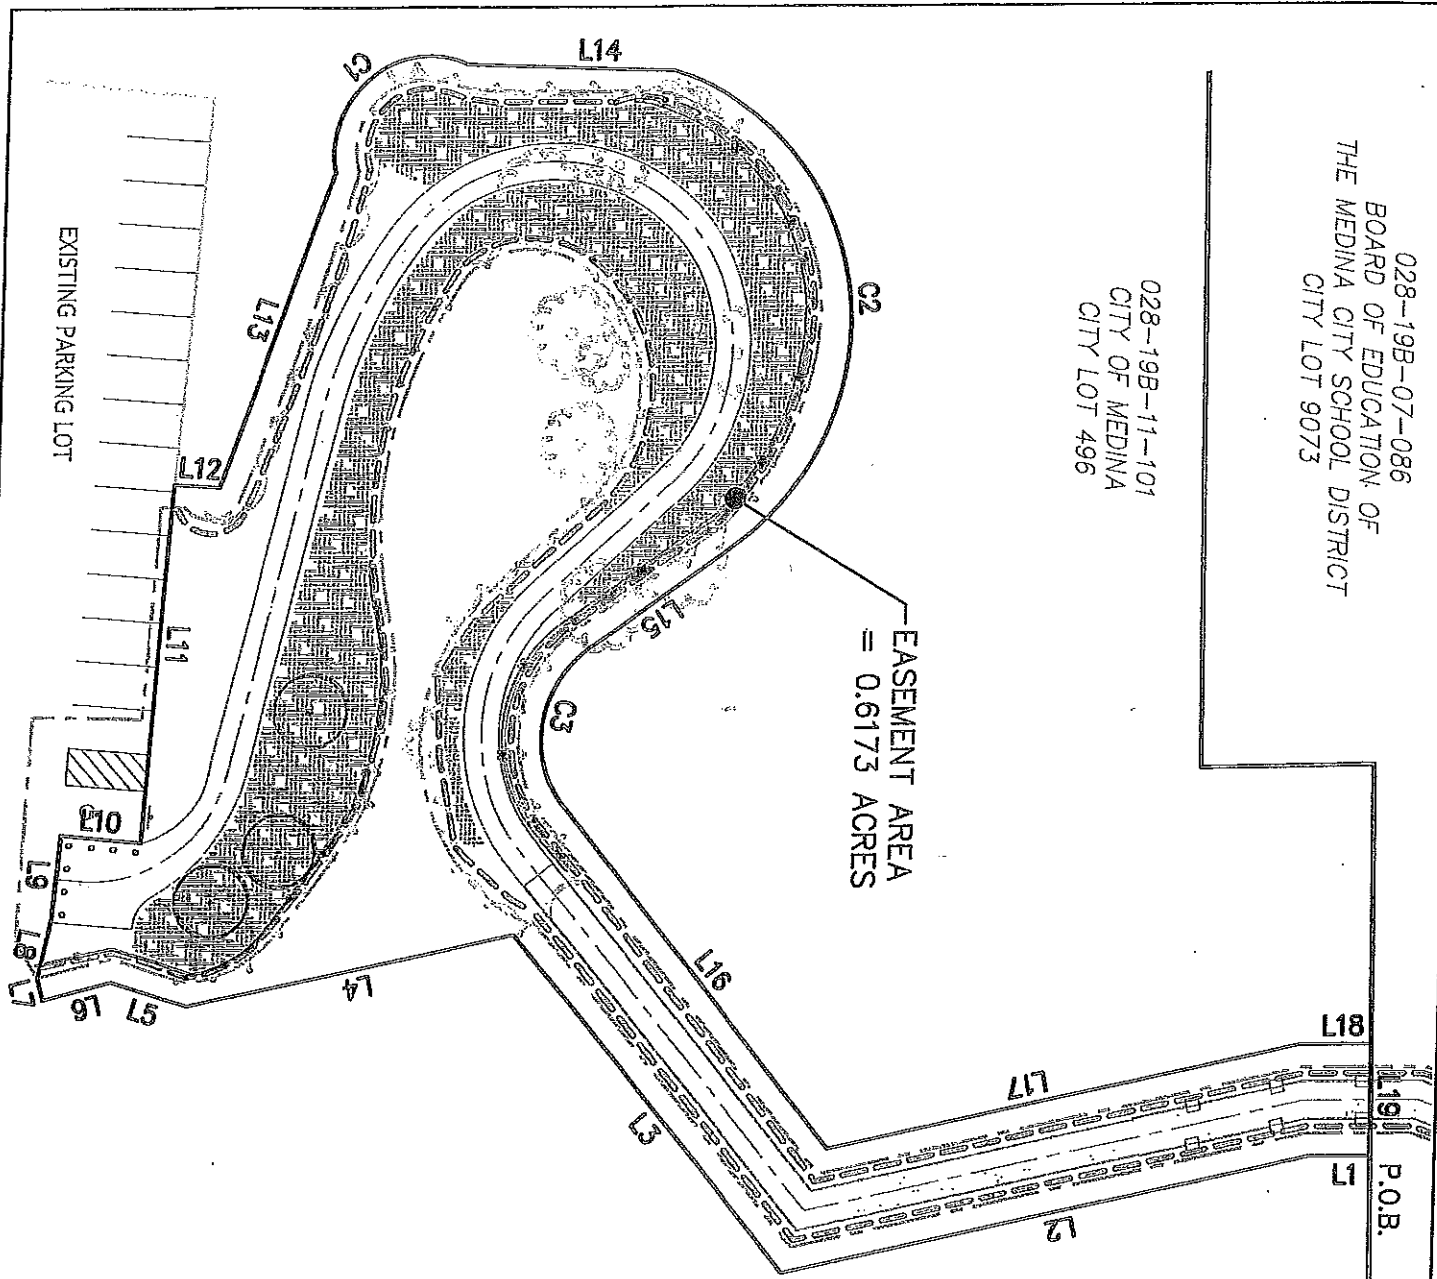 028-19B-07-086
BOARD OF EDUCATION OF
THE MEDINA CITY SCHOOL DISTRICT
CITY LOT 9073
028-19B-11-101
CITY OF MEDINA
CITY LOT 496
EASEMENT AREA
= 0.6173 ACRES
EXISTING PARKING LOT
P.O.B.
L1
L2
L3
L4
L5
L6
L7
L8
L9
L10
L11
L12
L13
C1
L14
C2
L15
C3
L16
L17
L18
L19